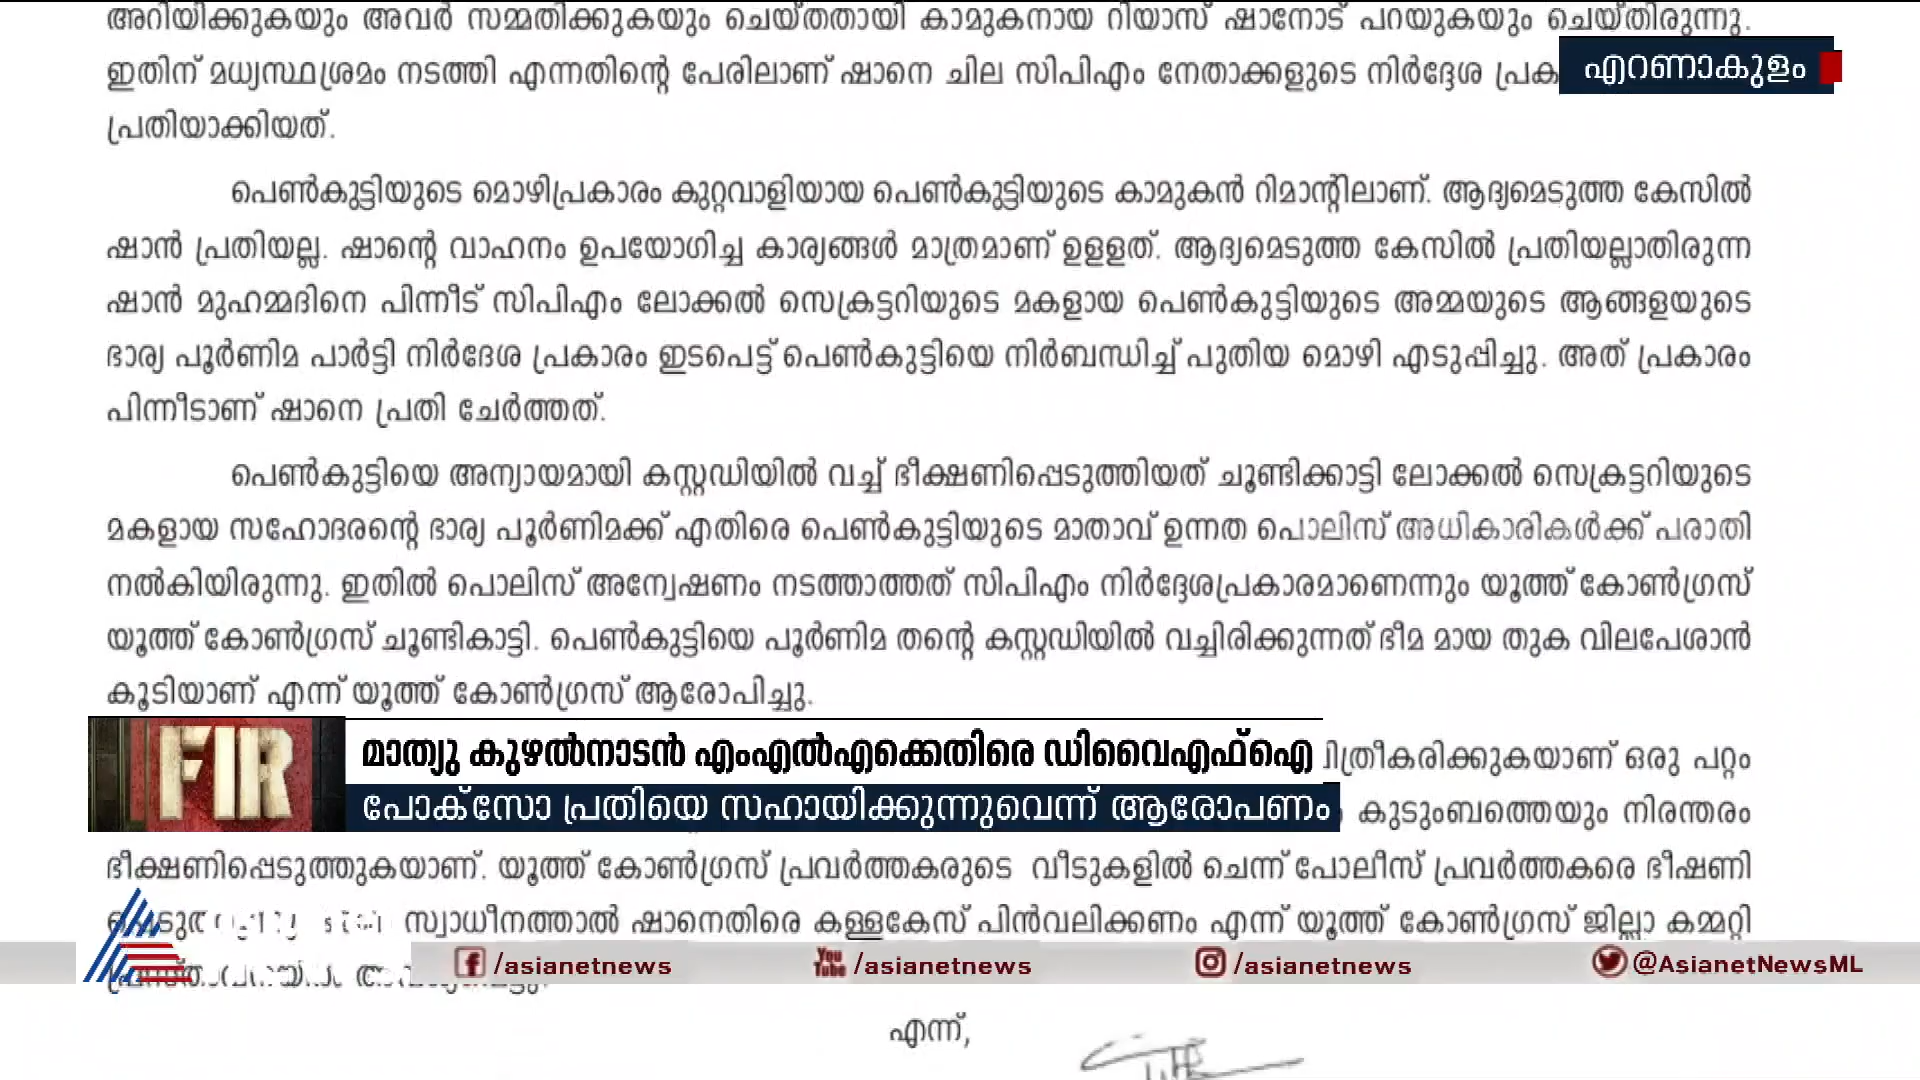 അറിയിക്കുകയും അവർ സമ്മതിക്കുകയും ചെയ്തതായി കാമുകനായ റിയാസ് ഷാനോട് പറയുകയും ചെയ്തിരുന്നു.
എറണാകുളം
ഇതിന് മധ്യസ്ഥശ്രമം നടത്തി എന്നതിന്റെ പേരിലാണ് ഷാനെ ചില സിപിഎം നേതാക്കളുടെ നിർദ്ദേശ
പ്രതിയാക്കിയത്.
പെൺകുട്ടിയുടെ മൊഴിപ്രകാരം കുറ്റവാളിയായ പെൺകുട്ടിയുടെ കാമുകൻ റിമാന്റിലാണ്. ആദ്യമെടുത്ത കേസിൽ
ഷാൻ പ്രതിയല്ല. ഷാന്റെ വാഹനം ഉപയോഗിച്ച കാര്യങ്ങൾ മാത്രമാണ് ഉളളത്. ആദ്യമെടുത്ത കേസിൽ പ്രതിയല്ലാതിരുന്ന
ഷാൻ മുഹമ്മദിനെ പിന്നീട് സിപിഎം ലോക്കൽ സെക്രട്ടറിയുടെ മകളായ പെൺകുട്ടിയുടെ അമ്മയുടെ ആങ്ങളയുടെ
ഭാര്യ പൂർണിമ പാർട്ടി നിർദേശ പ്രകാരം ഇടപെട്ട് പെൺകുട്ടിയെ നിർബന്ധിച്ച് പുതിയ മൊഴി എടുപ്പിച്ചു. അത് പ്രകാരം
പിന്നീടാണ് ഷാനെ പ്രതി ചേർത്തത്.
പെൺകുട്ടിയെ അന്യായമായി കസ്റ്റഡിയിൽ വച്ച് ഭീക്ഷണിപ്പെടുത്തിയത് ചൂണ്ടിക്കാട്ടി ലോക്കൽ സെക്രട്ടറിയുടെ
മകളായ സഹോദരന്റെ ഭാര്യ പൂർണിമക്ക് എതിരെ പെൺകുട്ടിയുടെ മാതാവ് ഉന്നത പൊലിസ് അധികാരികൾക്ക് പരാതി
നൽകിയിരുന്നു. ഇതിൽ പൊലിസ് അന്വേഷണം നടത്താത്തത് സിപിഎം നിർദ്ദേശപ്രകാരമാണെന്നും യൂത്ത് കോൺഗ്രസ്
യൂത്ത് കോൺഗ്രസ് ചൂണ്ടികാട്ടി. പെൺകുട്ടിയെ പൂർണിമ തന്റെ കസ്റ്റഡിയിൽ വച്ചിരിക്കുന്നത് ഭീമ മായ തുക വിലപേശാൻ
കൂടിയാണ് എന്ന് യൂത്ത് കോൺഗ്രസ് ആരോപിച്ചു.
FIR
മാത്യു കുഴൽനാടൻ എംഎൽഎക്കെതിരെ ഡിവൈഎഫ്ഐ
ഒരു പറ്റം
പോക്സോ പ്രതിയെ സഹായിക്കുന്നുവെന്ന് ആരോപണം
കുടുംബത്തെയും നിരന്തരം
ഭീക്ഷണിപ്പെടുത്തുകയാണ്. യൂത്ത് കോൺഗ്രസ് പ്രവർത്തകരുടെ വീടുകളിൽ ചെന്ന് പോലീസ് പ്രവർത്തകരെ ഭീഷണി
സ്വാധീനത്താൽ ഷാനെതിരെ കള്ളകേസ് പിൻവലിക്കണം എന്ന് യൂത്ത് കോൺഗ്രസ് ജില്ലാ കമ്മറ്റി
/asianetnews
You Tube /asianetnews
/asianetnews
@AsianetNewsML
എന്ന്,